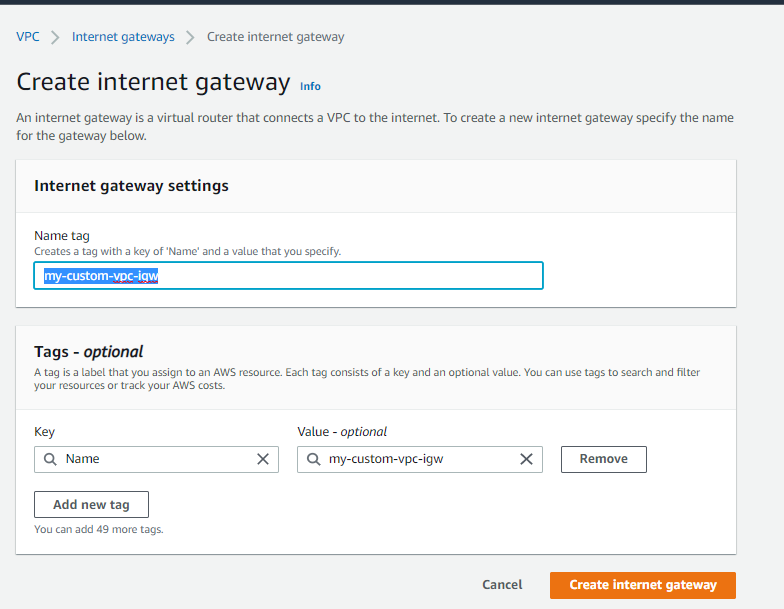 VPC > Internet gateways > Create internet gateway
Create internet gateway Info
An internet gateway is a virtual router that connects a VPC to the internet. To create a new internet gateway specify the name
for the gateway below.
Internet gateway settings
Name tag
Creates a tag with a key of 'Name' and a value that you specify.
my-custom-vpc-igw
Tags - optional
A tag is a label that you assign to an AWS resource. Each tag consists of a key and an optional value. You can use tags to search and filter
your resources or track your AWS costs.
Key Value - optional
Name my-custom-vpc-igw Remove
Add new tag
You can add 49 more tags.
Cancel Create internet gateway